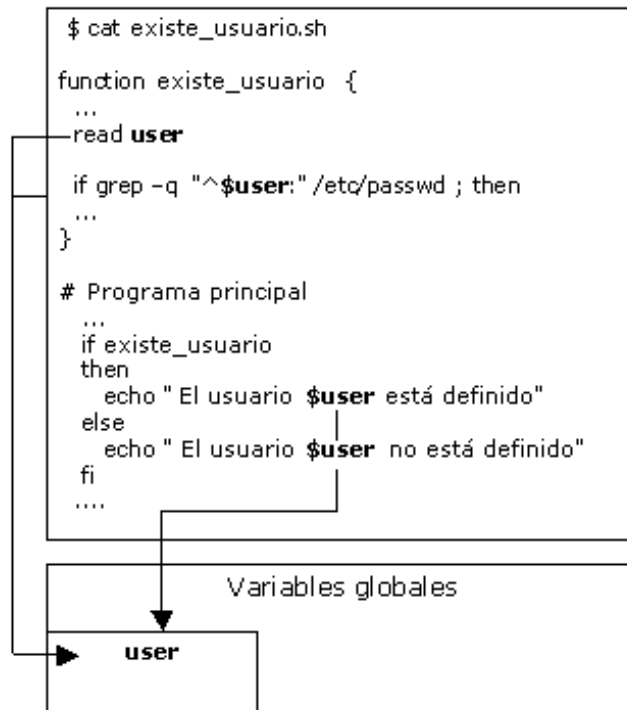 $ cat existe_usuario.sh
function existe_usuario {
...
read user
if grep -q "^$user:" /etc/passwd ; then
...
}
# Programa principal
...
if existe_usuario
then
echo " El usuario $user está definido"
else
echo " El usuario $user no está definido"
fi
....
Variables globales
user